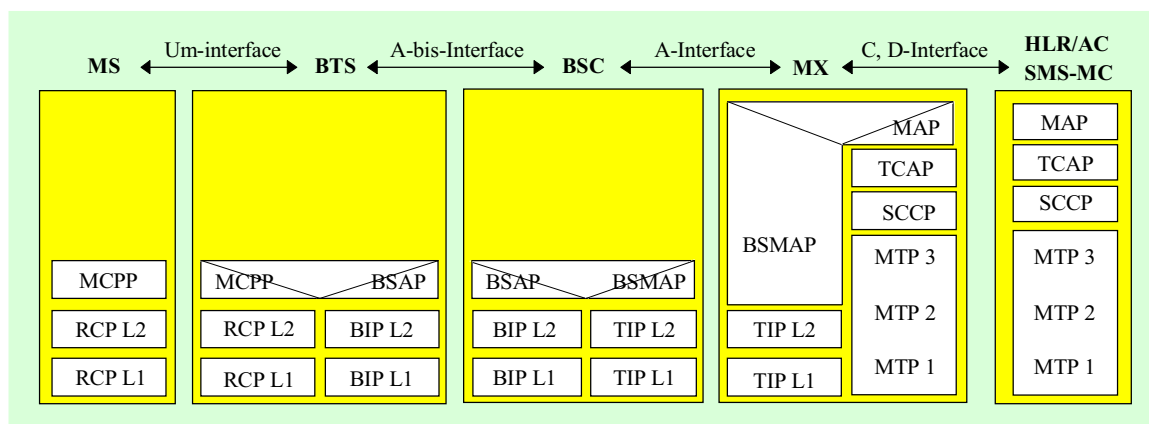 Um-interface
A-bis-Interface
A-Interface
C, D-Interface
HLR/AC
SMS-MC
MS
BTS
BSC
MX
MCPP
RCP L2
RCP L1
MCPP
BSAP
RCP L2
BIP L2
RCP L1
BIP L1
BSAP
BSMAP
BIP L2
TIP L2
BIP L1
TIP L1
MAP
TCAP
SCCP
BSMAP
MTP 3
MTP 2
TIP L2
MTP 1
TIP L1
MAP
TCAP
SCCP
MTP 3
MTP 2
MTP 1